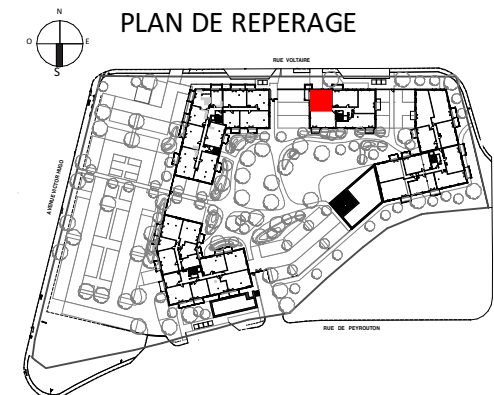 PLAN DE REPERAGE
N
O
E
S
RUE VOLTAIRE
AVENUE VICTOR HUGO
RUE DE PEYROUTON